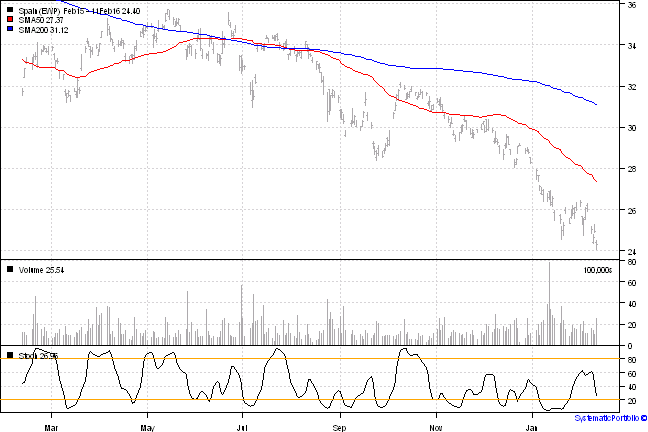 Spain (EWP) Feb15 - 11Feb16 24.40
SMA50 27.37
SMA200 31.12
36
34
32
30
28
26
24
Volume 25.54
100,000s
80
60
40
20
0
Stoch 26.96
80
60
40
20
Mar May Jul Sep Nov Jan
SystematicPortfolio ©